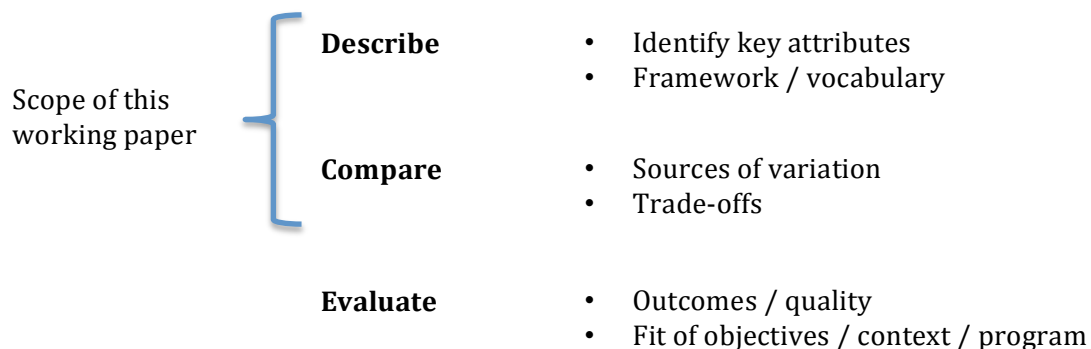 Describe
• Identify key attributes
• Framework / vocabulary
Scope of this
working paper
Compare
• Sources of variation
• Trade-offs
Evaluate
• Outcomes / quality
• Fit of objectives / context / program